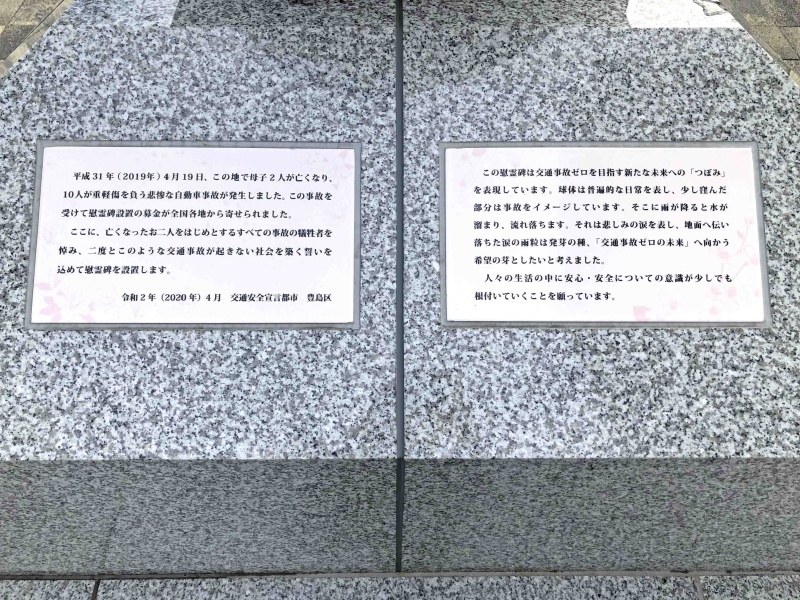 平成31年（2019年）4月19日、この地で母子2人が亡くなり、
10人が重軽傷を負う悲惨な自動車事故が発生しました。この事故を
受けて慰霊碑設置の募金が全国各地から寄せられました。
ここに、亡くなったお二人をはじめとするすべての事故の犠牲者を
悼み、二度とこのような交通事故が起きない社会を築く誓いを
込めて慰霊碑を設置します。
令和2年（2020年）4月　交通安全宣言都市　豊島区
この慰霊碑は交通事故ゼロを目指す新たな未来への「つぼみ」
を表現しています。球体は普遍的な日常を表し、少し窪んだ
部分は事故をイメージしています。そこに雨が降ると水が
溜まり、流れ落ちます。それは悲しみの涙を表し、地面へ伝い
落ちた涙の雨粒は発芽の種、「交通事故ゼロの未来」へ向かう
希望の芽としたいと考えました。
人々の生活の中に安心・安全についての意識が少しでも
根付いていくことを願っています。